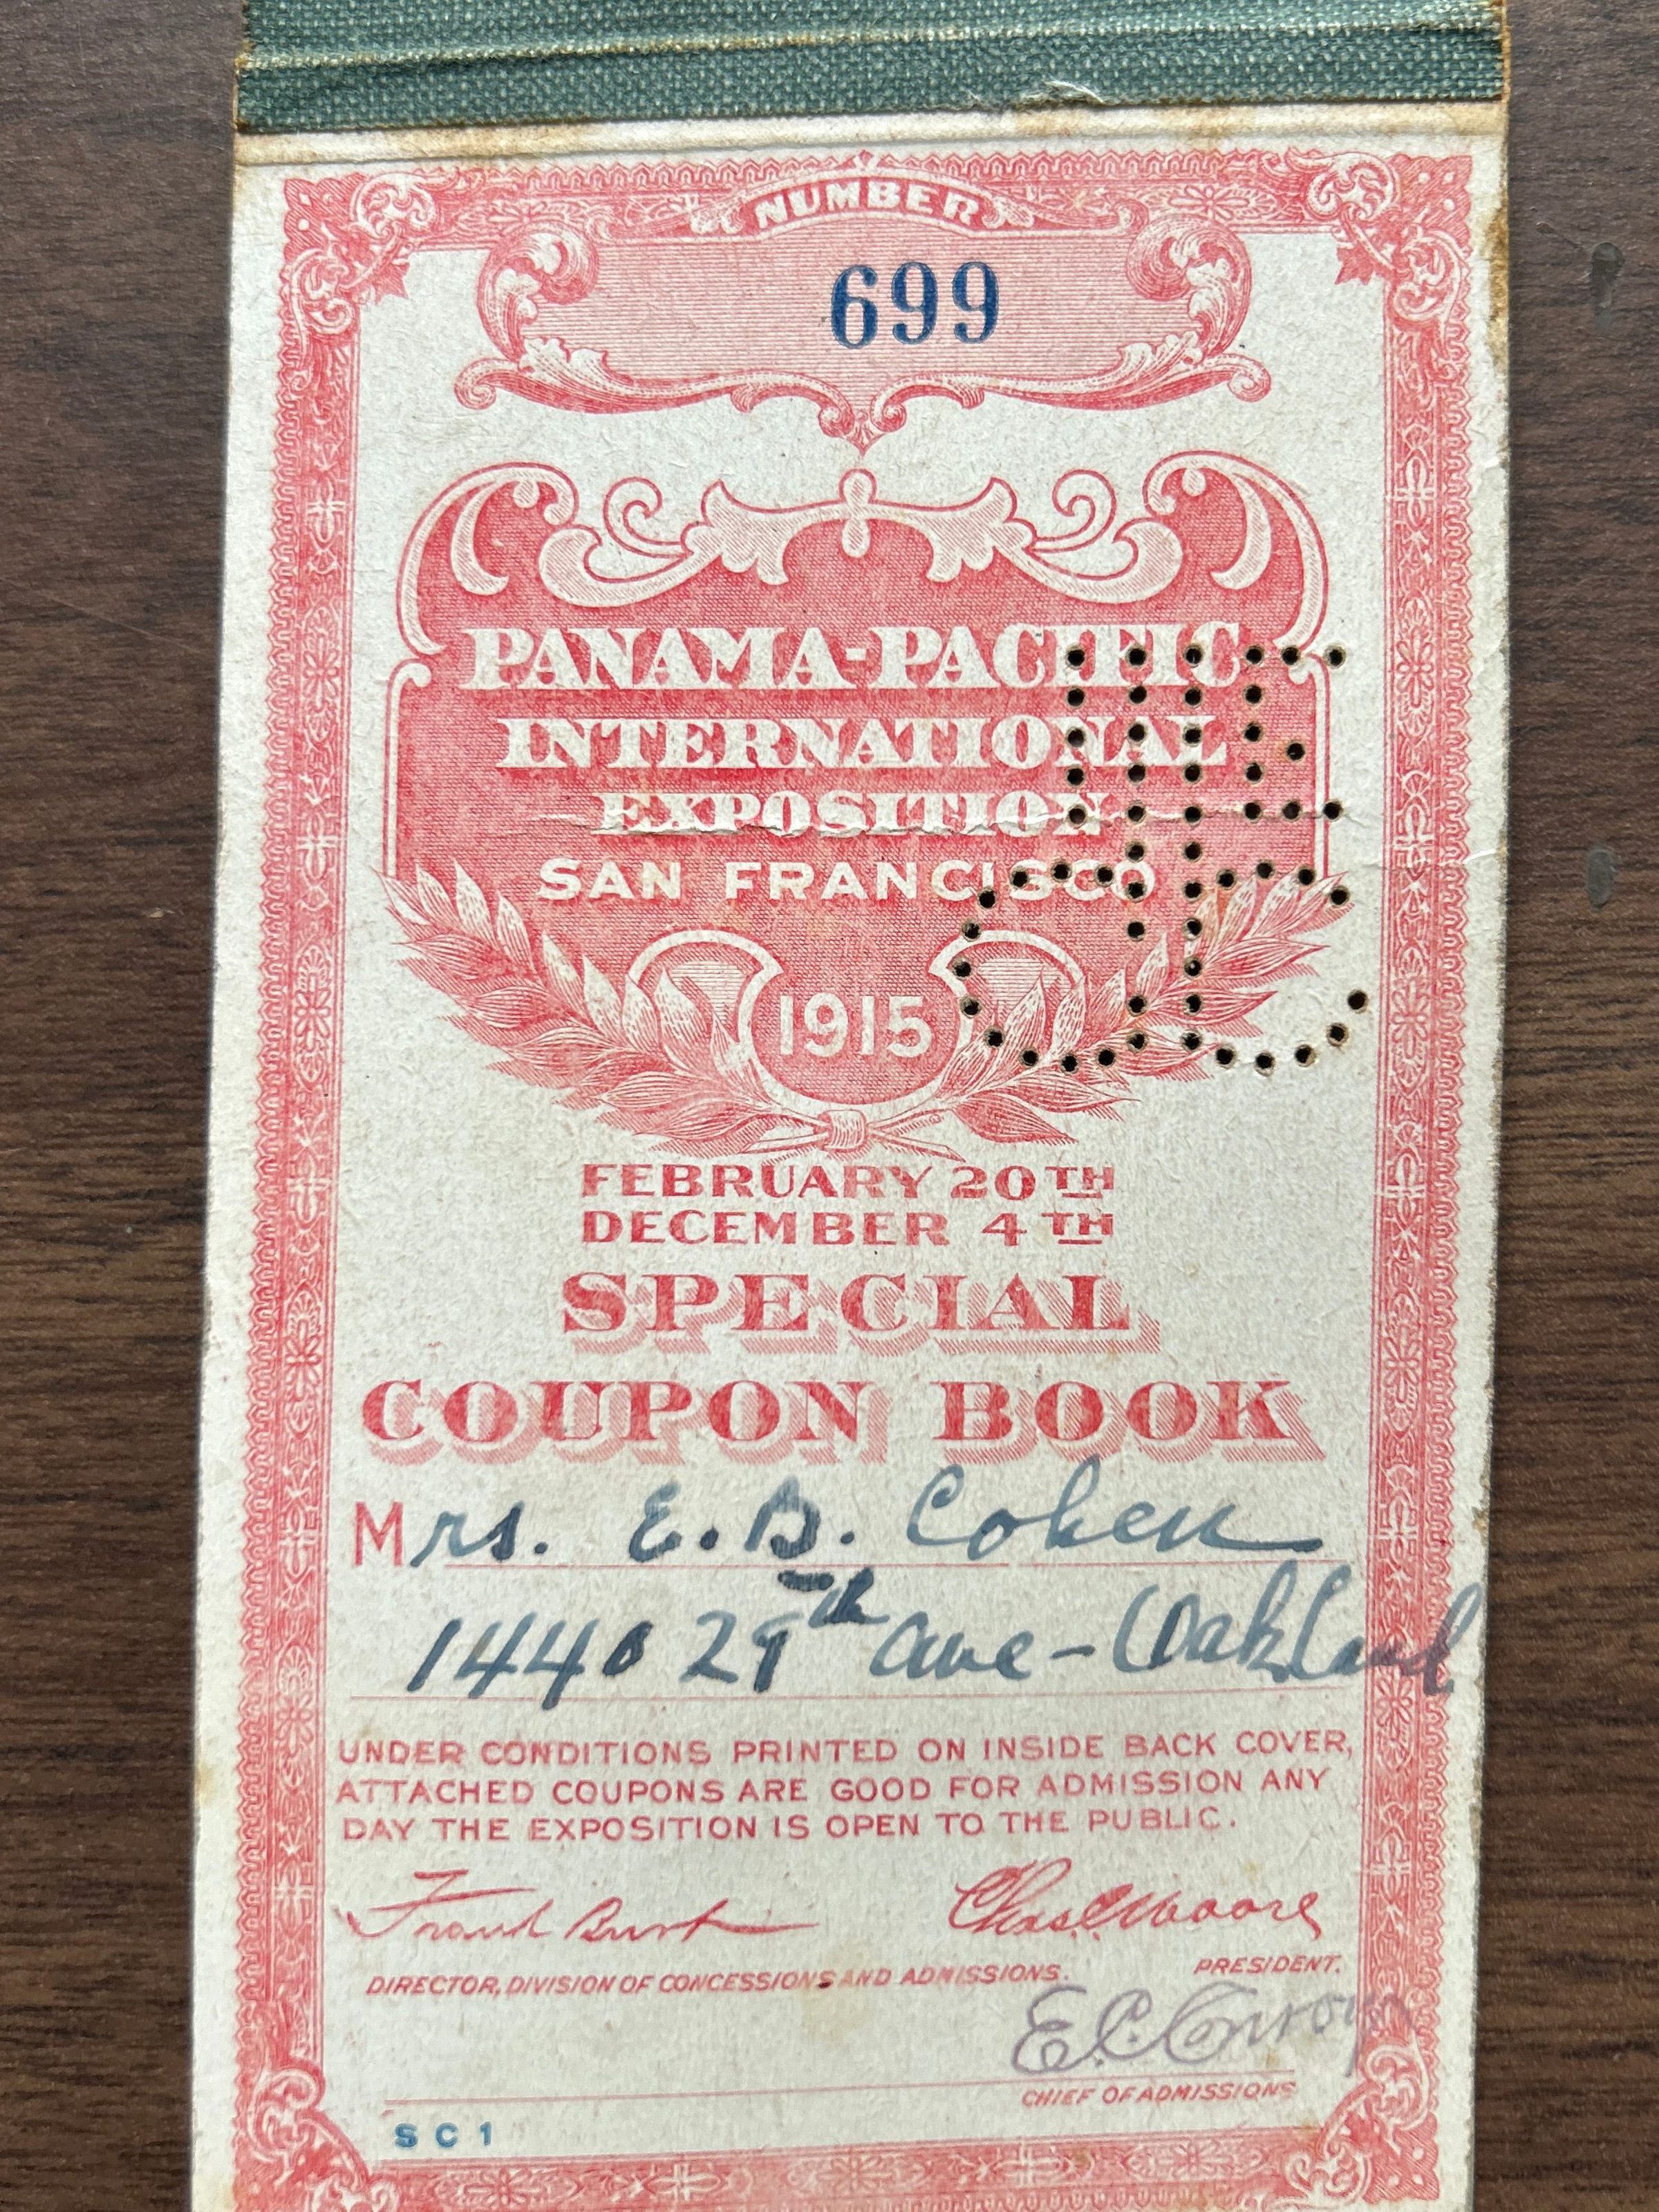 NUMBER
699
PANAMA-PACIFIC
INTERNATIONAL
EXPOSITION
SAN FRANCISCO
1915
FEBRUARY 20TH
DECEMBER 4TH
SPECIAL
COUPON BOOK
Mrs. E. B. Cohen
1440 29th ave - Oakland
UNDER CONDITIONS PRINTED ON INSIDE BACK COVER,
ATTACHED COUPONS ARE GOOD FOR ADMISSION ANY
DAY THE EXPOSITION IS OPEN TO THE PUBLIC.
Frank Burt Chas. C. Moore
DIRECTOR, DIVISION OF CONCESSIONS AND ADMISSIONS. PRESIDENT.
E. C. Conroy
CHIEF OF ADMISSIONS
SC1